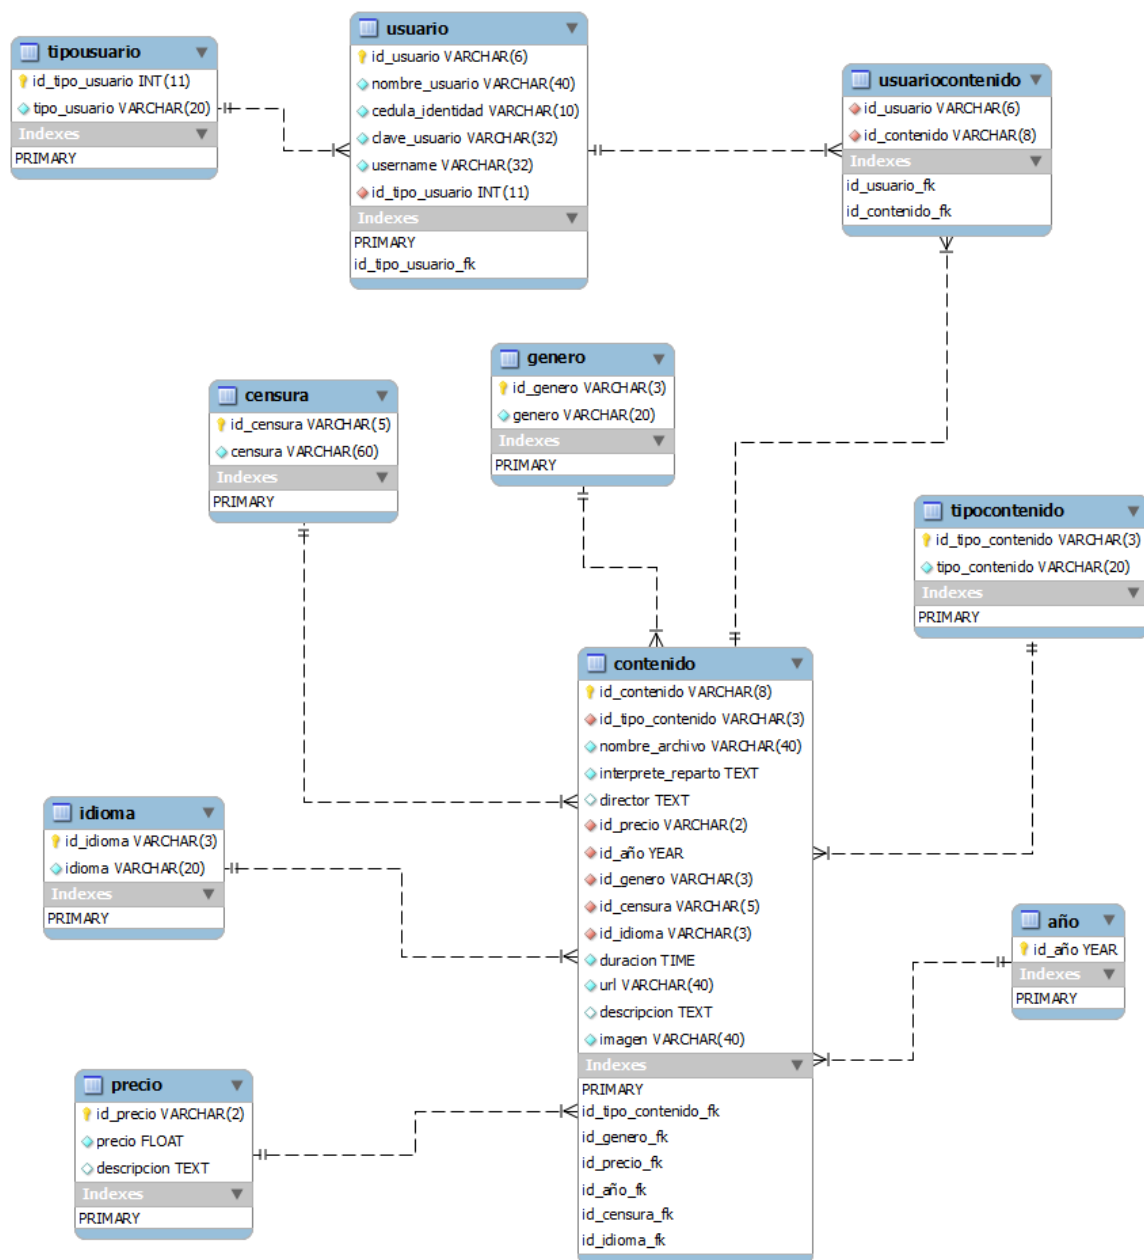 tipousuario
id_tipo_usuario INT(11)
tipo_usuario VARCHAR(20)
Indexes
PRIMARY
usuario
id_usuario VARCHAR(6)
nombre_usuario VARCHAR(40)
cedula_identidad VARCHAR(10)
clave_usuario VARCHAR(32)
username VARCHAR(32)
id_tipo_usuario INT(11)
Indexes
PRIMARY
id_tipo_usuario_fk
usuariocontenido
id_usuario VARCHAR(6)
id_contenido VARCHAR(8)
Indexes
id_usuario_fk
id_contenido_fk
genero
id_genero VARCHAR(3)
genero VARCHAR(20)
Indexes
PRIMARY
censura
id_censura VARCHAR(5)
censura VARCHAR(60)
Indexes
PRIMARY
tipocontenido
id_tipo_contenido VARCHAR(3)
tipo_contenido VARCHAR(20)
Indexes
PRIMARY
contenido
id_contenido VARCHAR(8)
id_tipo_contenido VARCHAR(3)
nombre_archivo VARCHAR(40)
interprete_reparto TEXT
director TEXT
id_precio VARCHAR(2)
id_año YEAR
id_genero VARCHAR(3)
id_censura VARCHAR(5)
id_idioma VARCHAR(3)
duracion TIME
url VARCHAR(40)
descripcion TEXT
imagen VARCHAR(40)
Indexes
PRIMARY
id_tipo_contenido_fk
id_genero_fk
id_precio_fk
id_año_fk
id_censura_fk
id_idioma_fk
idioma
id_idioma VARCHAR(3)
idioma VARCHAR(20)
Indexes
PRIMARY
año
id_año YEAR
Indexes
PRIMARY
precio
id_precio VARCHAR(2)
precio FLOAT
descripcion TEXT
Indexes
PRIMARY